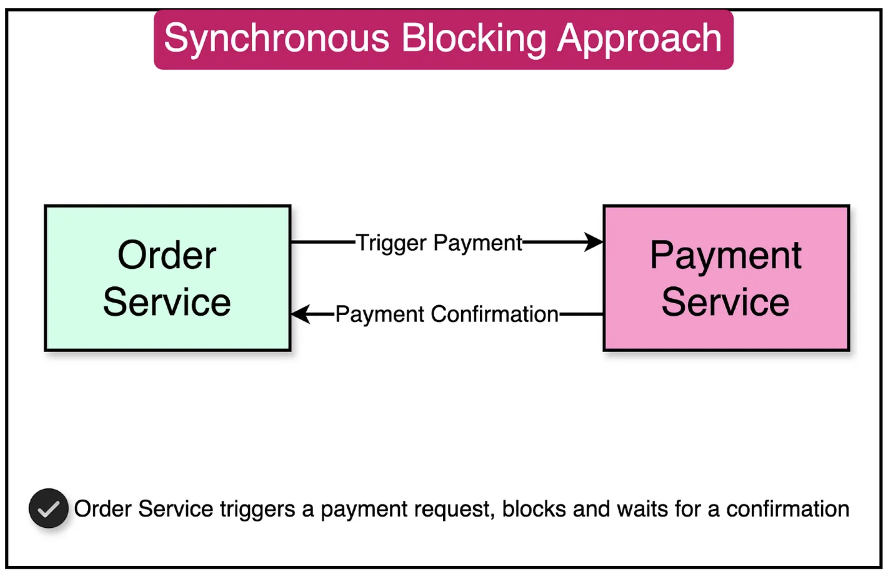 Synchronous Blocking Approach
Order
Service
Trigger Payment
Payment Confirmation
Payment
Service
Order Service triggers a payment request, blocks and waits for a confirmation